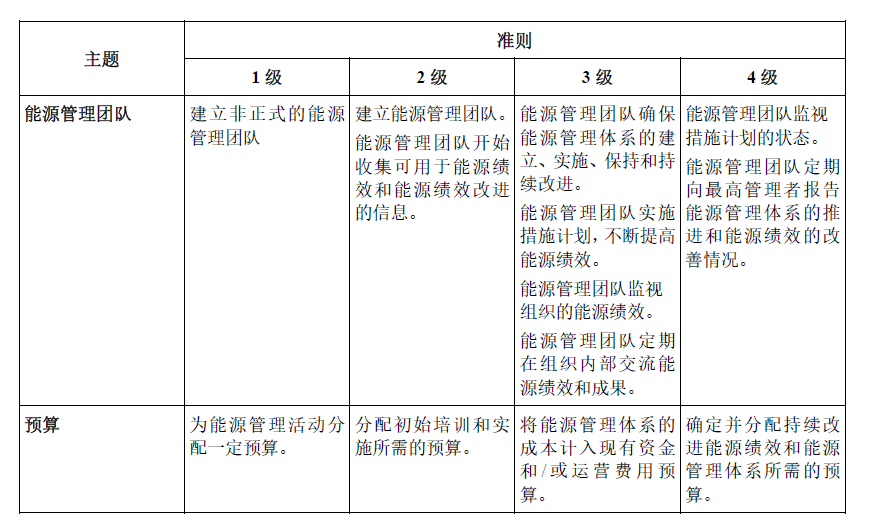 主题
准则
1 级
2 级
3 级
4 级
能源管理团队
建立非正式的能源
管理团队
建立能源管理团队。
能源管理团队开始
收集可用于能源绩
效和能源绩效改进
的信息。
能源管理团队确保
能源管理体系的建
立、实施、保持和持
续改进。
能源管理团队实施
措施计划，不断提高
能源绩效。
能源管理团队监视
组织的能源绩效。
能源管理团队定期
在组织内部交流能
源绩效和成果。
能源管理团队监视
措施计划的状态。
能源管理团队定期
向最高管理者报告
能源管理体系的推
进和能源绩效的改
善情况。
预算
为能源管理活动分
配一定预算。
分配初始培训和实
施所需的预算。
将能源管理体系的
成本计入现有资金
和/或运营费用预
算。
确定并分配持续改
进能源绩效和能源
管理体系所需的预
算。